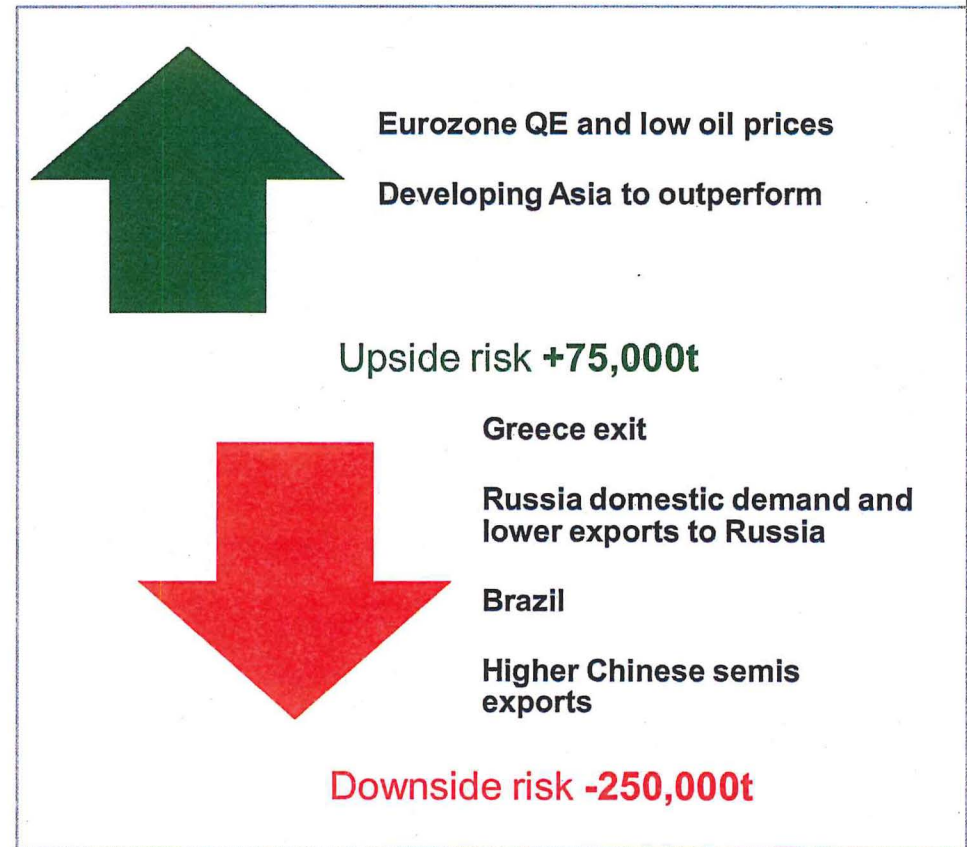 Eurozone QE and low oil prices
Developing Asia to outperform
Upside risk +75,000t
Greece exit
Russia domestic demand and
lower exports to Russia
Brazil
Higher Chinese semis
exports
Downside risk -250,000t